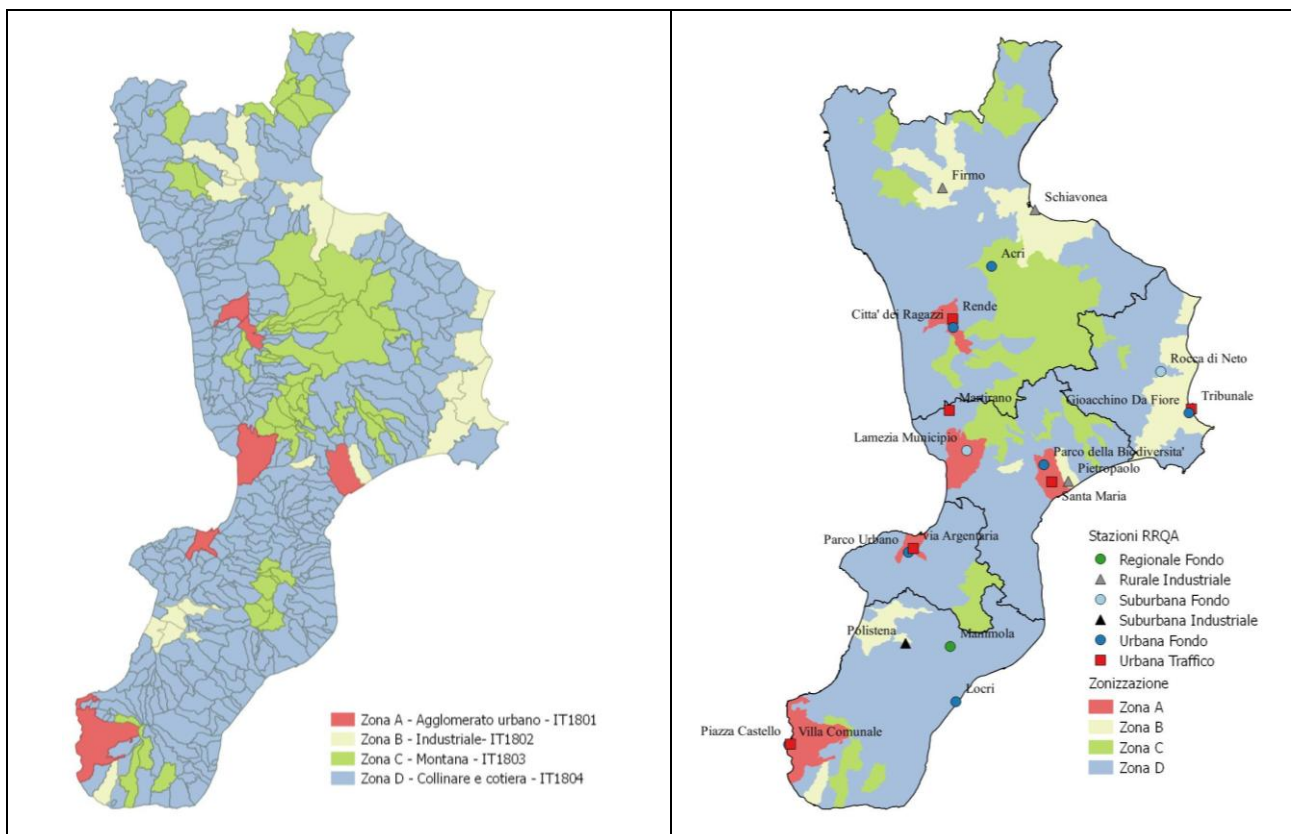 Zona A - Agglomerato urbano - IT1801
Zona B - Industriale- IT1802
Zona C - Montana - IT1803
Zona D - Collinare e cotiera - IT1804
Firmo
Schiavonea
Acri
Citta' dei Ragazzi
Rende
Rocca di Neto
Martirano
Gioacchino Da Fiore
Tribunale
Lamezia Municipio
Parco della Biodiversita'
Pietropaolo
Santa Maria
Parco Urbano
Via Argentaria
Polistena
Mammola
Locri
Piazza Castello
Villa Comunale
Stazioni RRQA
Regionale Fondo
Rurale Industriale
Suburbana Fondo
Suburbana Industriale
Urbana Fondo
Urbana Traffico
Zonizzazione
Zona A
Zona B
Zona C
Zona D